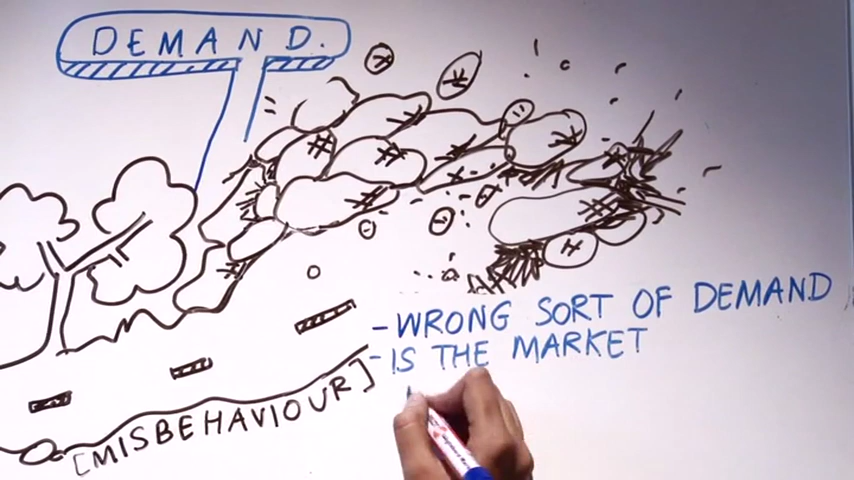 DEMAND.
-WRONG SORT OF DEMAND
-IS THE MARKET
[MISBEHAVIOUR]